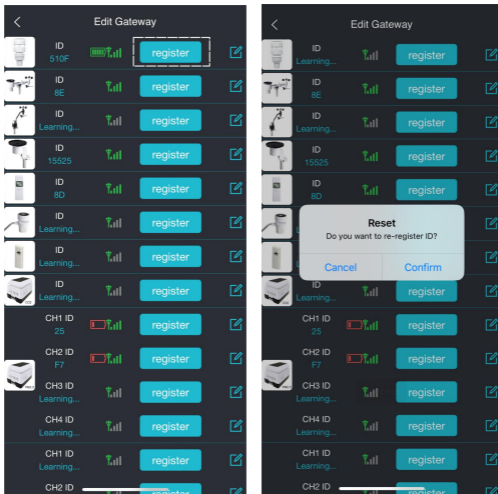 Edit Gateway
ID
510F
register
ID
8E
register
ID
Learning...
register
ID
15525
register
ID
8D
register
ID
Learning...
register
ID
Learning...
register
ID
Learning...
register
CH1 ID
25
register
CH2 ID
F7
register
CH3 ID
Learning...
register
CH4 ID
Learning...
register
CH1 ID
Learning...
register
CH2 ID
register
Edit Gateway
ID
510F
register
ID
8E
register
ID
Learning...
register
ID
15525
register
ID
8D
register
Reset
Do you want to re-register ID?
Cancel
Confirm
ID
Learning...
register
CH1 ID
25
register
CH2 ID
F7
register
CH3 ID
Learning...
register
CH4 ID
Learning...
register
CH1 ID
Learning...
register
CH2 ID
register